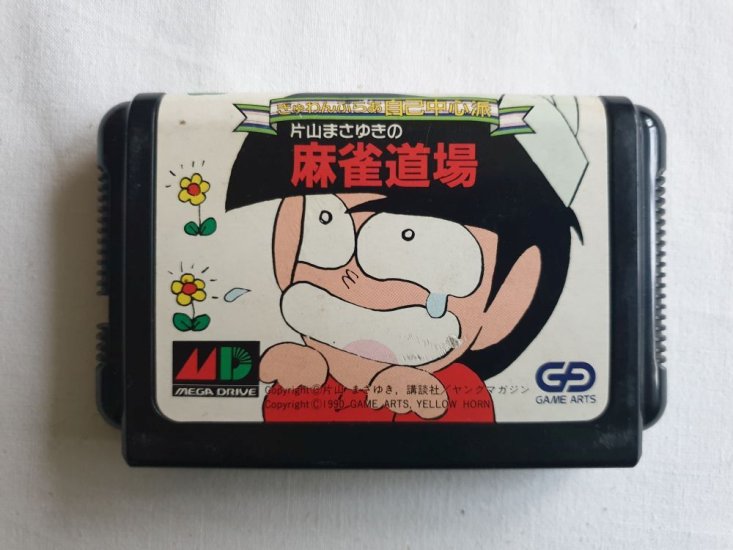 ぎゅわんぶらあ自己中心派
片山まさゆきの
麻雀道場
MD
MEGA DRIVE
Copyright©片山まさゆき, 講談社/ヤングマガジン
Copyright©1990 GAME ARTS, YELLOW HORN
GAME ARTS